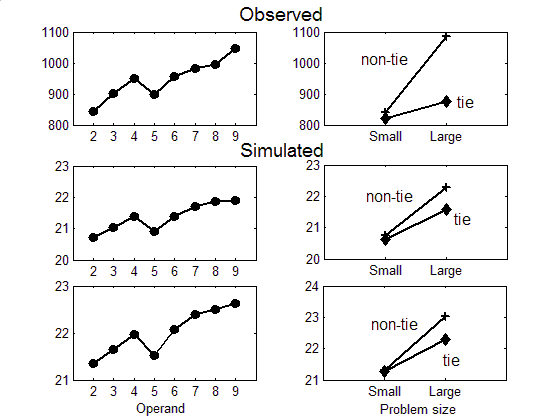 Observed
1100
1000
900
800
2 3 4 5 6 7 8 9
1100
1000
900
800
non-tie
tie
Small Large
Simulated
23
22
21
20
2 3 4 5 6 7 8 9
23
22
21
20
non-tie
tie
Small Large
23
22
21
2 3 4 5 6 7 8 9
Operand
24
23
22
21
non-tie
tie
Small Large
Problem size